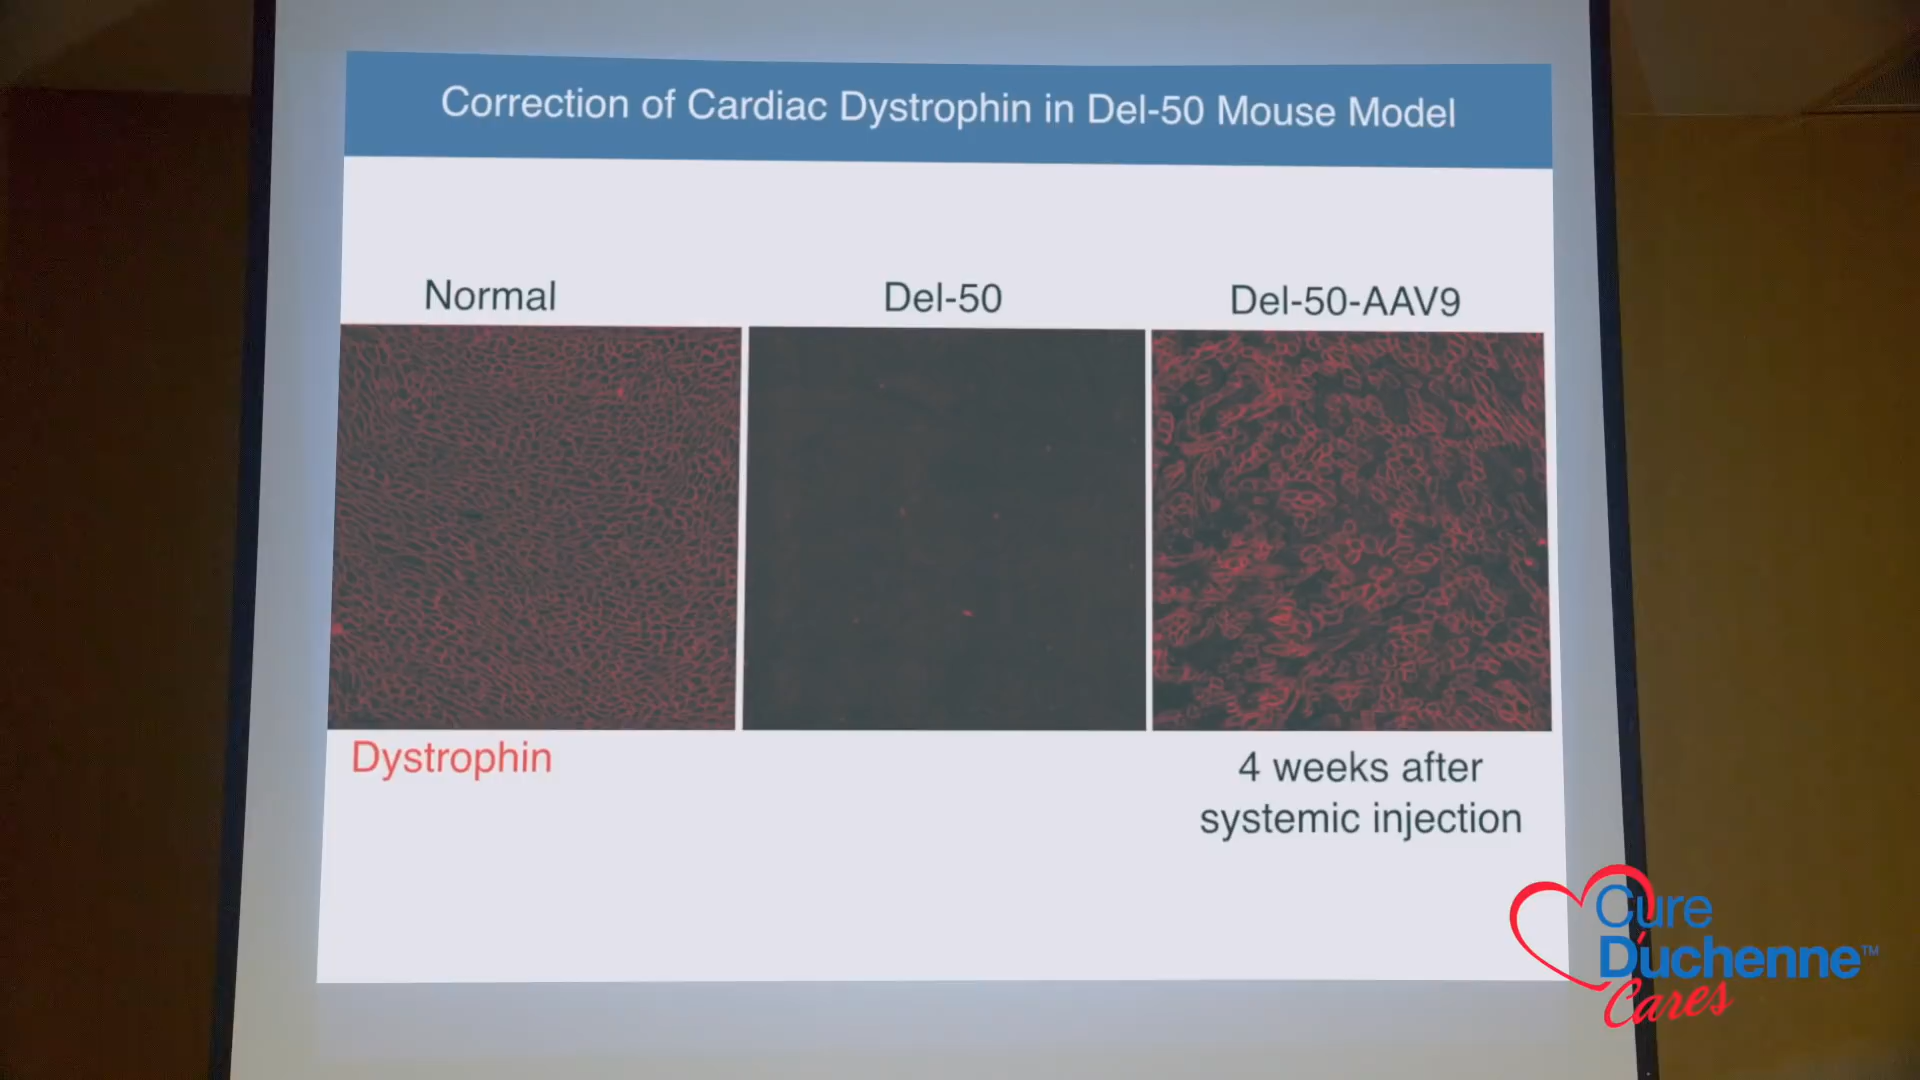 Correction of Cardiac Dystrophin in Del-50 Mouse Model
Normal
Del-50
Del-50-AAV9
Dystrophin
4 weeks after
systemic injection
Cure
Duchenne™
Cares